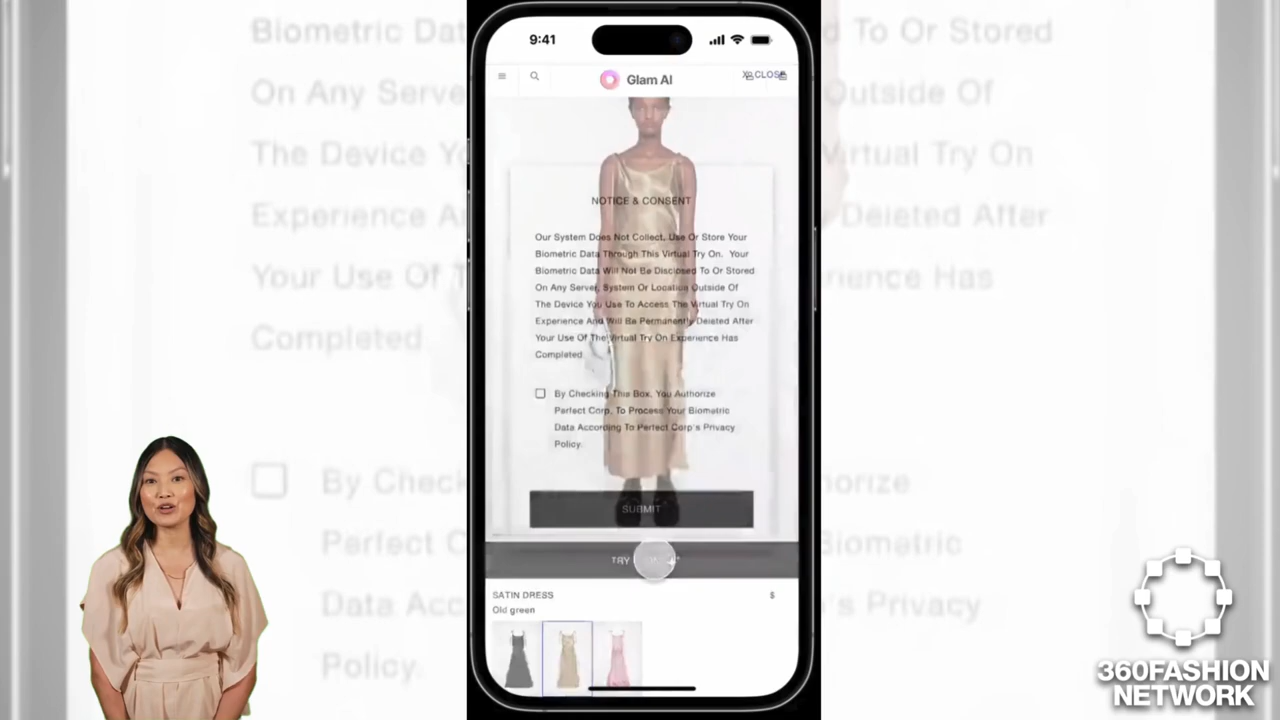 9:41
Glam AI
CLOSE
NOTICE & CONSENT
Our System Does Not Collect, Use Or Store Your
Biometric Data Through This Virtual Try On. Your
Biometric Data Will Not Be Disclosed To Or Stored
On Any Server, System Or Location Outside Of
The Device You Use To Access The Virtual Try On
Experience And Will Be Permanently Deleted After
Your Use Of The Virtual Try On Experience Has
Completed.
By Checking This Box, You Authorize
Perfect Corp. To Process Your Biometric
Data According To Perfect Corp's Privacy
Policy.
SUBMIT
TRY
SATIN DRESS
$
Old green
Biometric Dat
d To Or Stored
On Any Serve
Outside Of
The Device Yo
Virtual Try On
Experience A
Deleted After
Your Use Of T
rience Has
Completed
By Check
horize
Perfect C
Biometric
Data Acc
's Privacy
Policy.
360FASHION
NETWORK